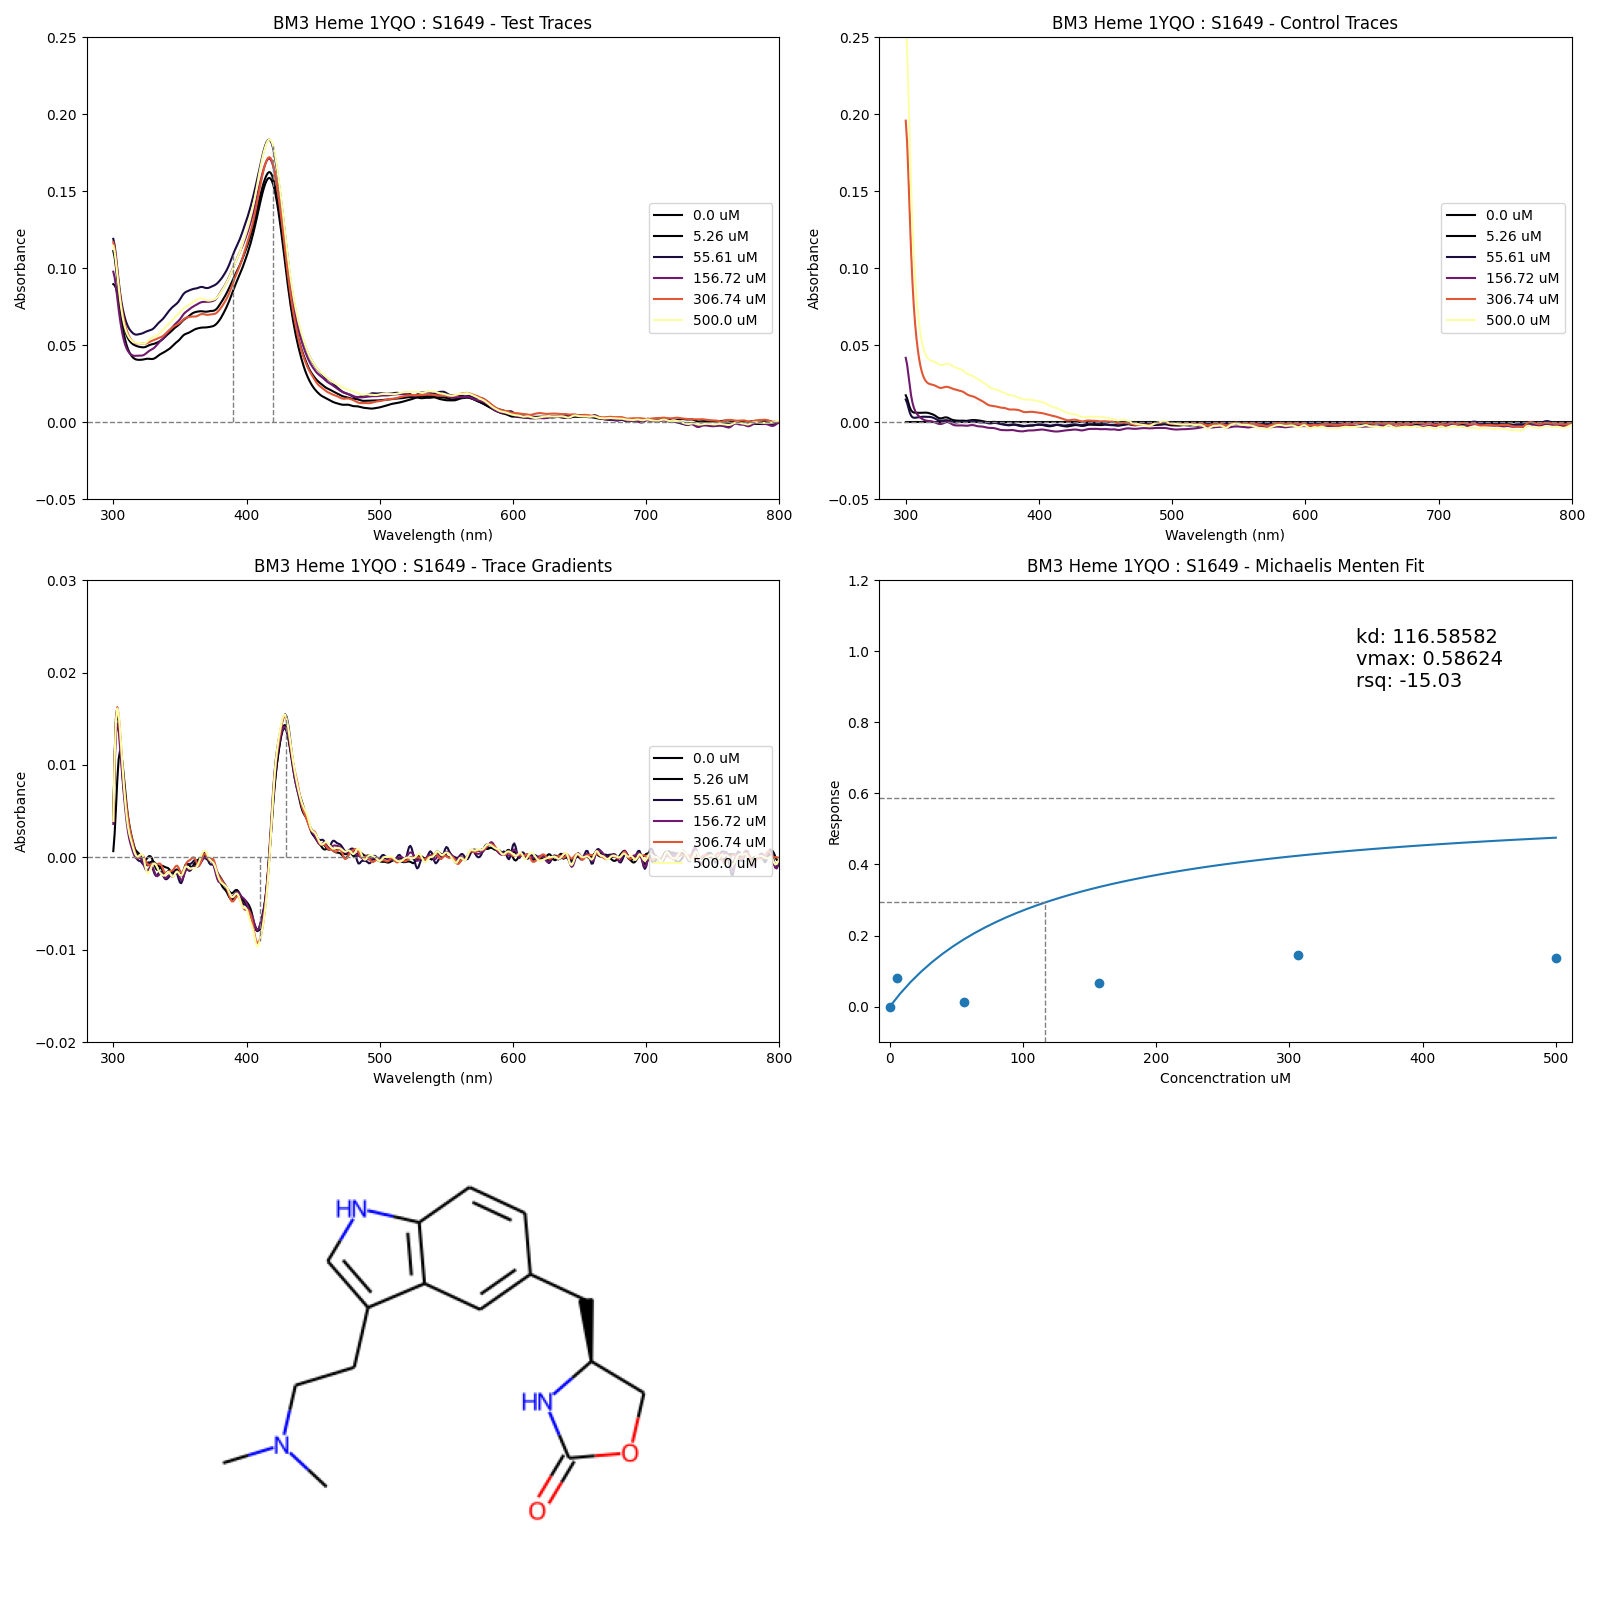 BM3 Heme 1YQO : S1649 - Test Traces
Absorbance
0.25
0.20
0.15
0.10
0.05
0.00
−0.05
300 400 500 600 700 800
Wavelength (nm)
0.0 uM
5.26 uM
55.61 uM
156.72 uM
306.74 uM
500.0 uM
BM3 Heme 1YQO : S1649 - Control Traces
Absorbance
0.25
0.20
0.15
0.10
0.05
0.00
−0.05
300 400 500 600 700 800
Wavelength (nm)
0.0 uM
5.26 uM
55.61 uM
156.72 uM
306.74 uM
500.0 uM
BM3 Heme 1YQO : S1649 - Trace Gradients
Absorbance
0.03
0.02
0.01
0.00
−0.01
−0.02
300 400 500 600 700 800
Wavelength (nm)
0.0 uM
5.26 uM
55.61 uM
156.72 uM
306.74 uM
500.0 uM
BM3 Heme 1YQO : S1649 - Michaelis Menten Fit
Response
1.2
1.0
0.8
0.6
0.4
0.2
0.0
kd: 116.58582
vmax: 0.58624
rsq: -15.03
0 100 200 300 400 500
Concenctration uM
HN
HN
N
O
O